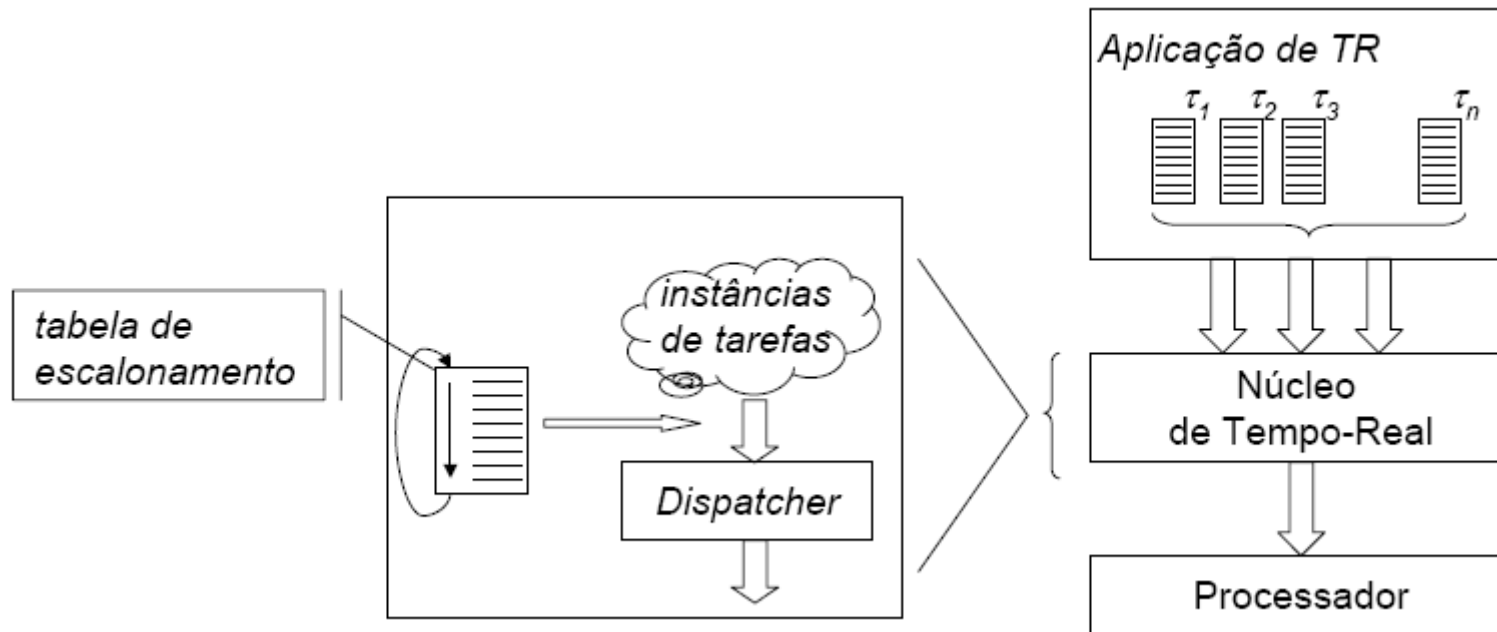 Aplicação de TR
τ1 τ2 τ3 τn
instâncias
de tarefas
tabela de
escalonamento
Núcleo
de Tempo-Real
Dispatcher
Processador